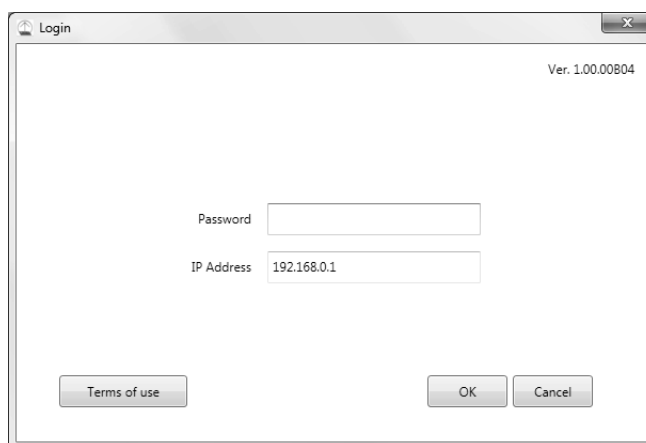 Login
Ver. 1.00.00B04
Password
IP Address 192.168.0.1
Terms of use OK Cancel